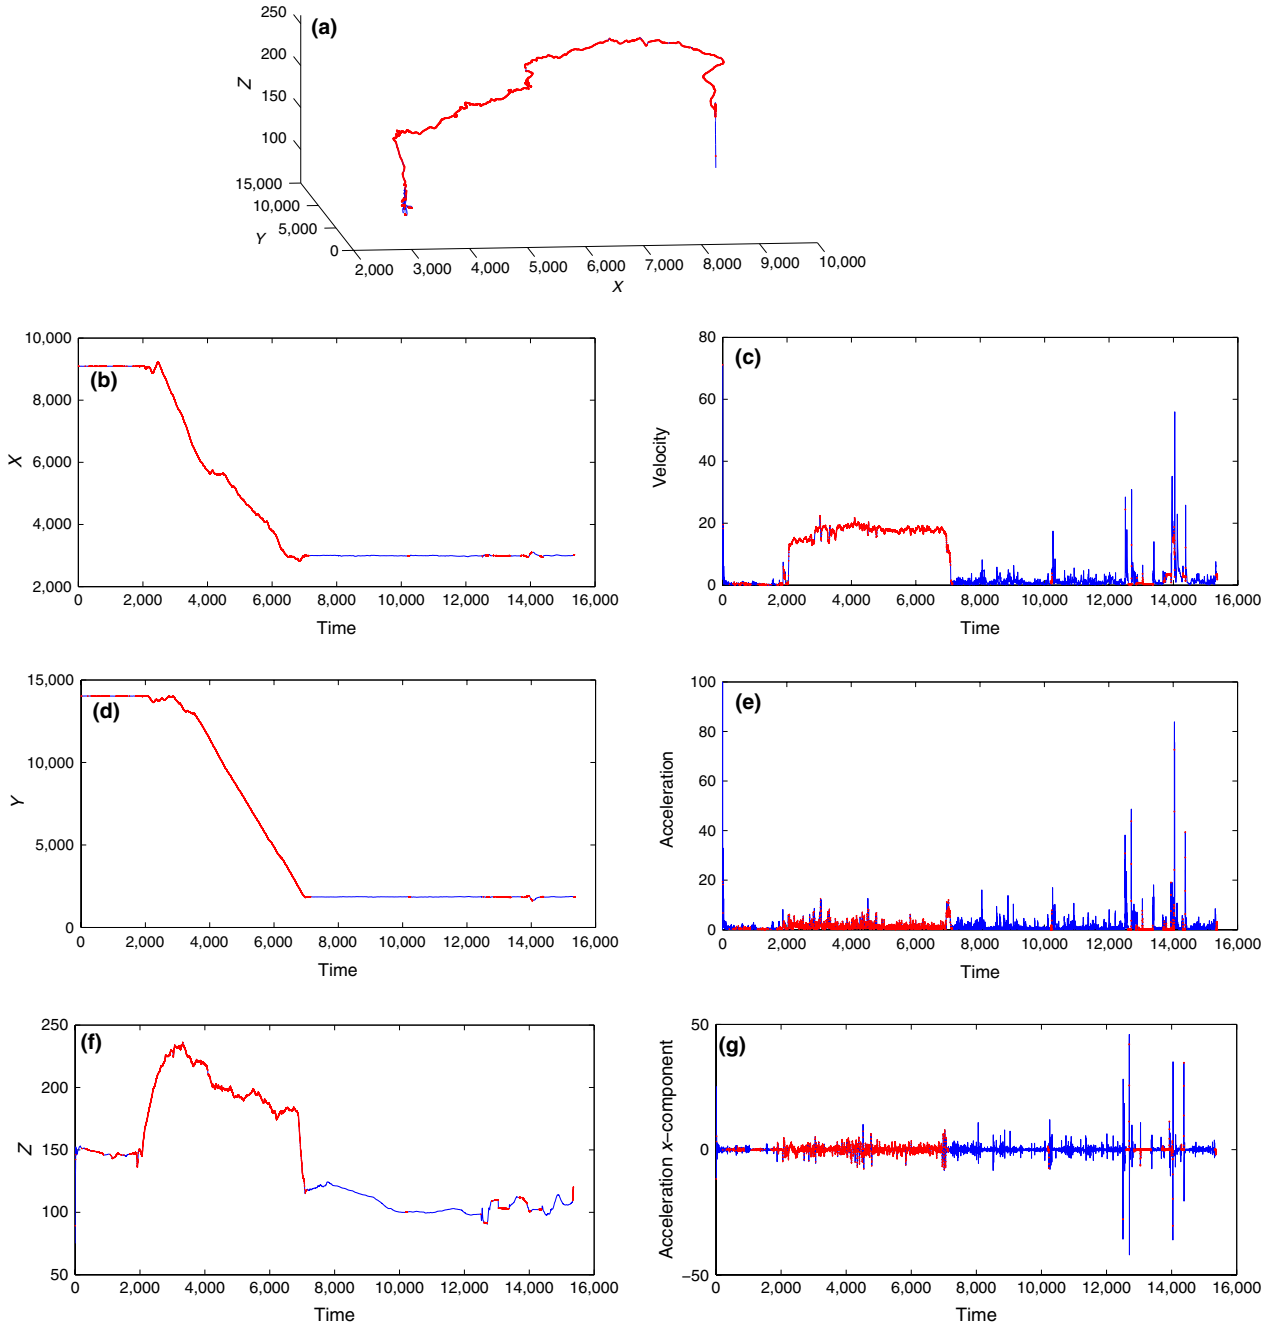 (a)
250
200
150
100
Z
15,000
10,000
5,000
0
Y
2,000 3,000 4,000 5,000 6,000 7,000 8,000 9,000 10,000
X
(b)
10,000
8,000
6,000
4,000
2,000
X
0 2,000 4,000 6,000 8,000 10,000 12,000 14,000 16,000
Time
(c)
80
60
40
20
0
Velocity
0 2,000 4,000 6,000 8,000 10,000 12,000 14,000 16,000
Time
(d)
15,000
10,000
5,000
0
Y
0 2,000 4,000 6,000 8,000 10,000 12,000 14,000 16,000
Time
(e)
100
80
60
40
20
0
Acceleration
0 2,000 4,000 6,000 8,000 10,000 12,000 14,000 16,000
Time
(f)
250
200
150
100
50
Z
0 2,000 4,000 6,000 8,000 10,000 12,000 14,000 16,000
Time
(g)
50
0
−50
Acceleration x–component
0 2,000 4,000 6,000 8,000 10,000 12,000 14,000 16,000
Time